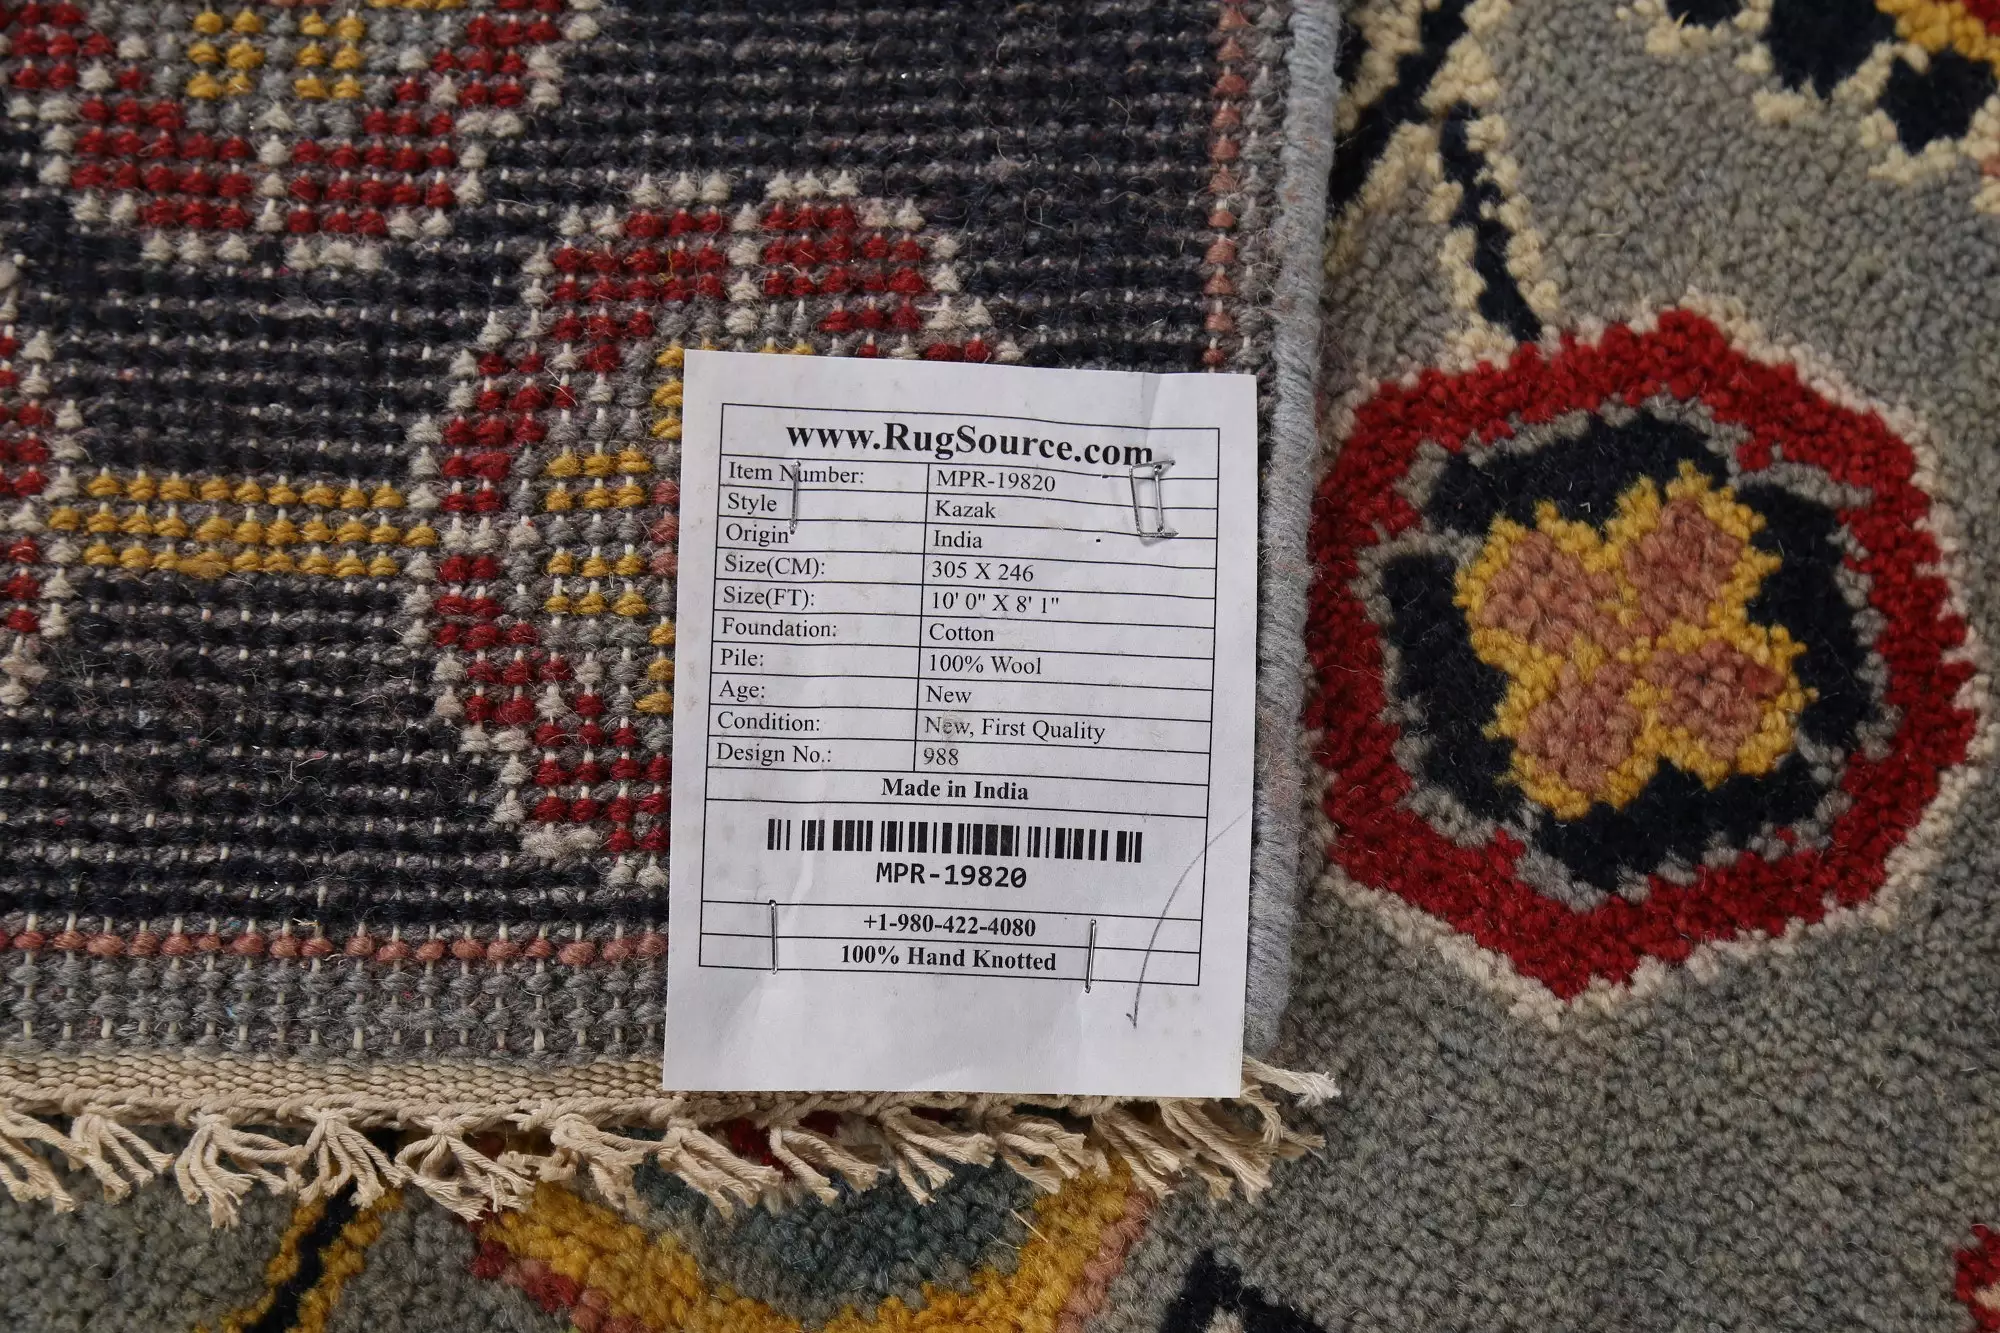 www.RugSource.com
Item Number: MPR-19820
Style Kazak
Origin India
Size(CM): 305 X 246
Size(FT): 10' 0" X 8' 1"
Foundation: Cotton
Pile: 100% Wool
Age: New
Condition: New, First Quality
Design No.: 988
Made in India
MPR-19820
+1-980-422-4080
100% Hand Knotted